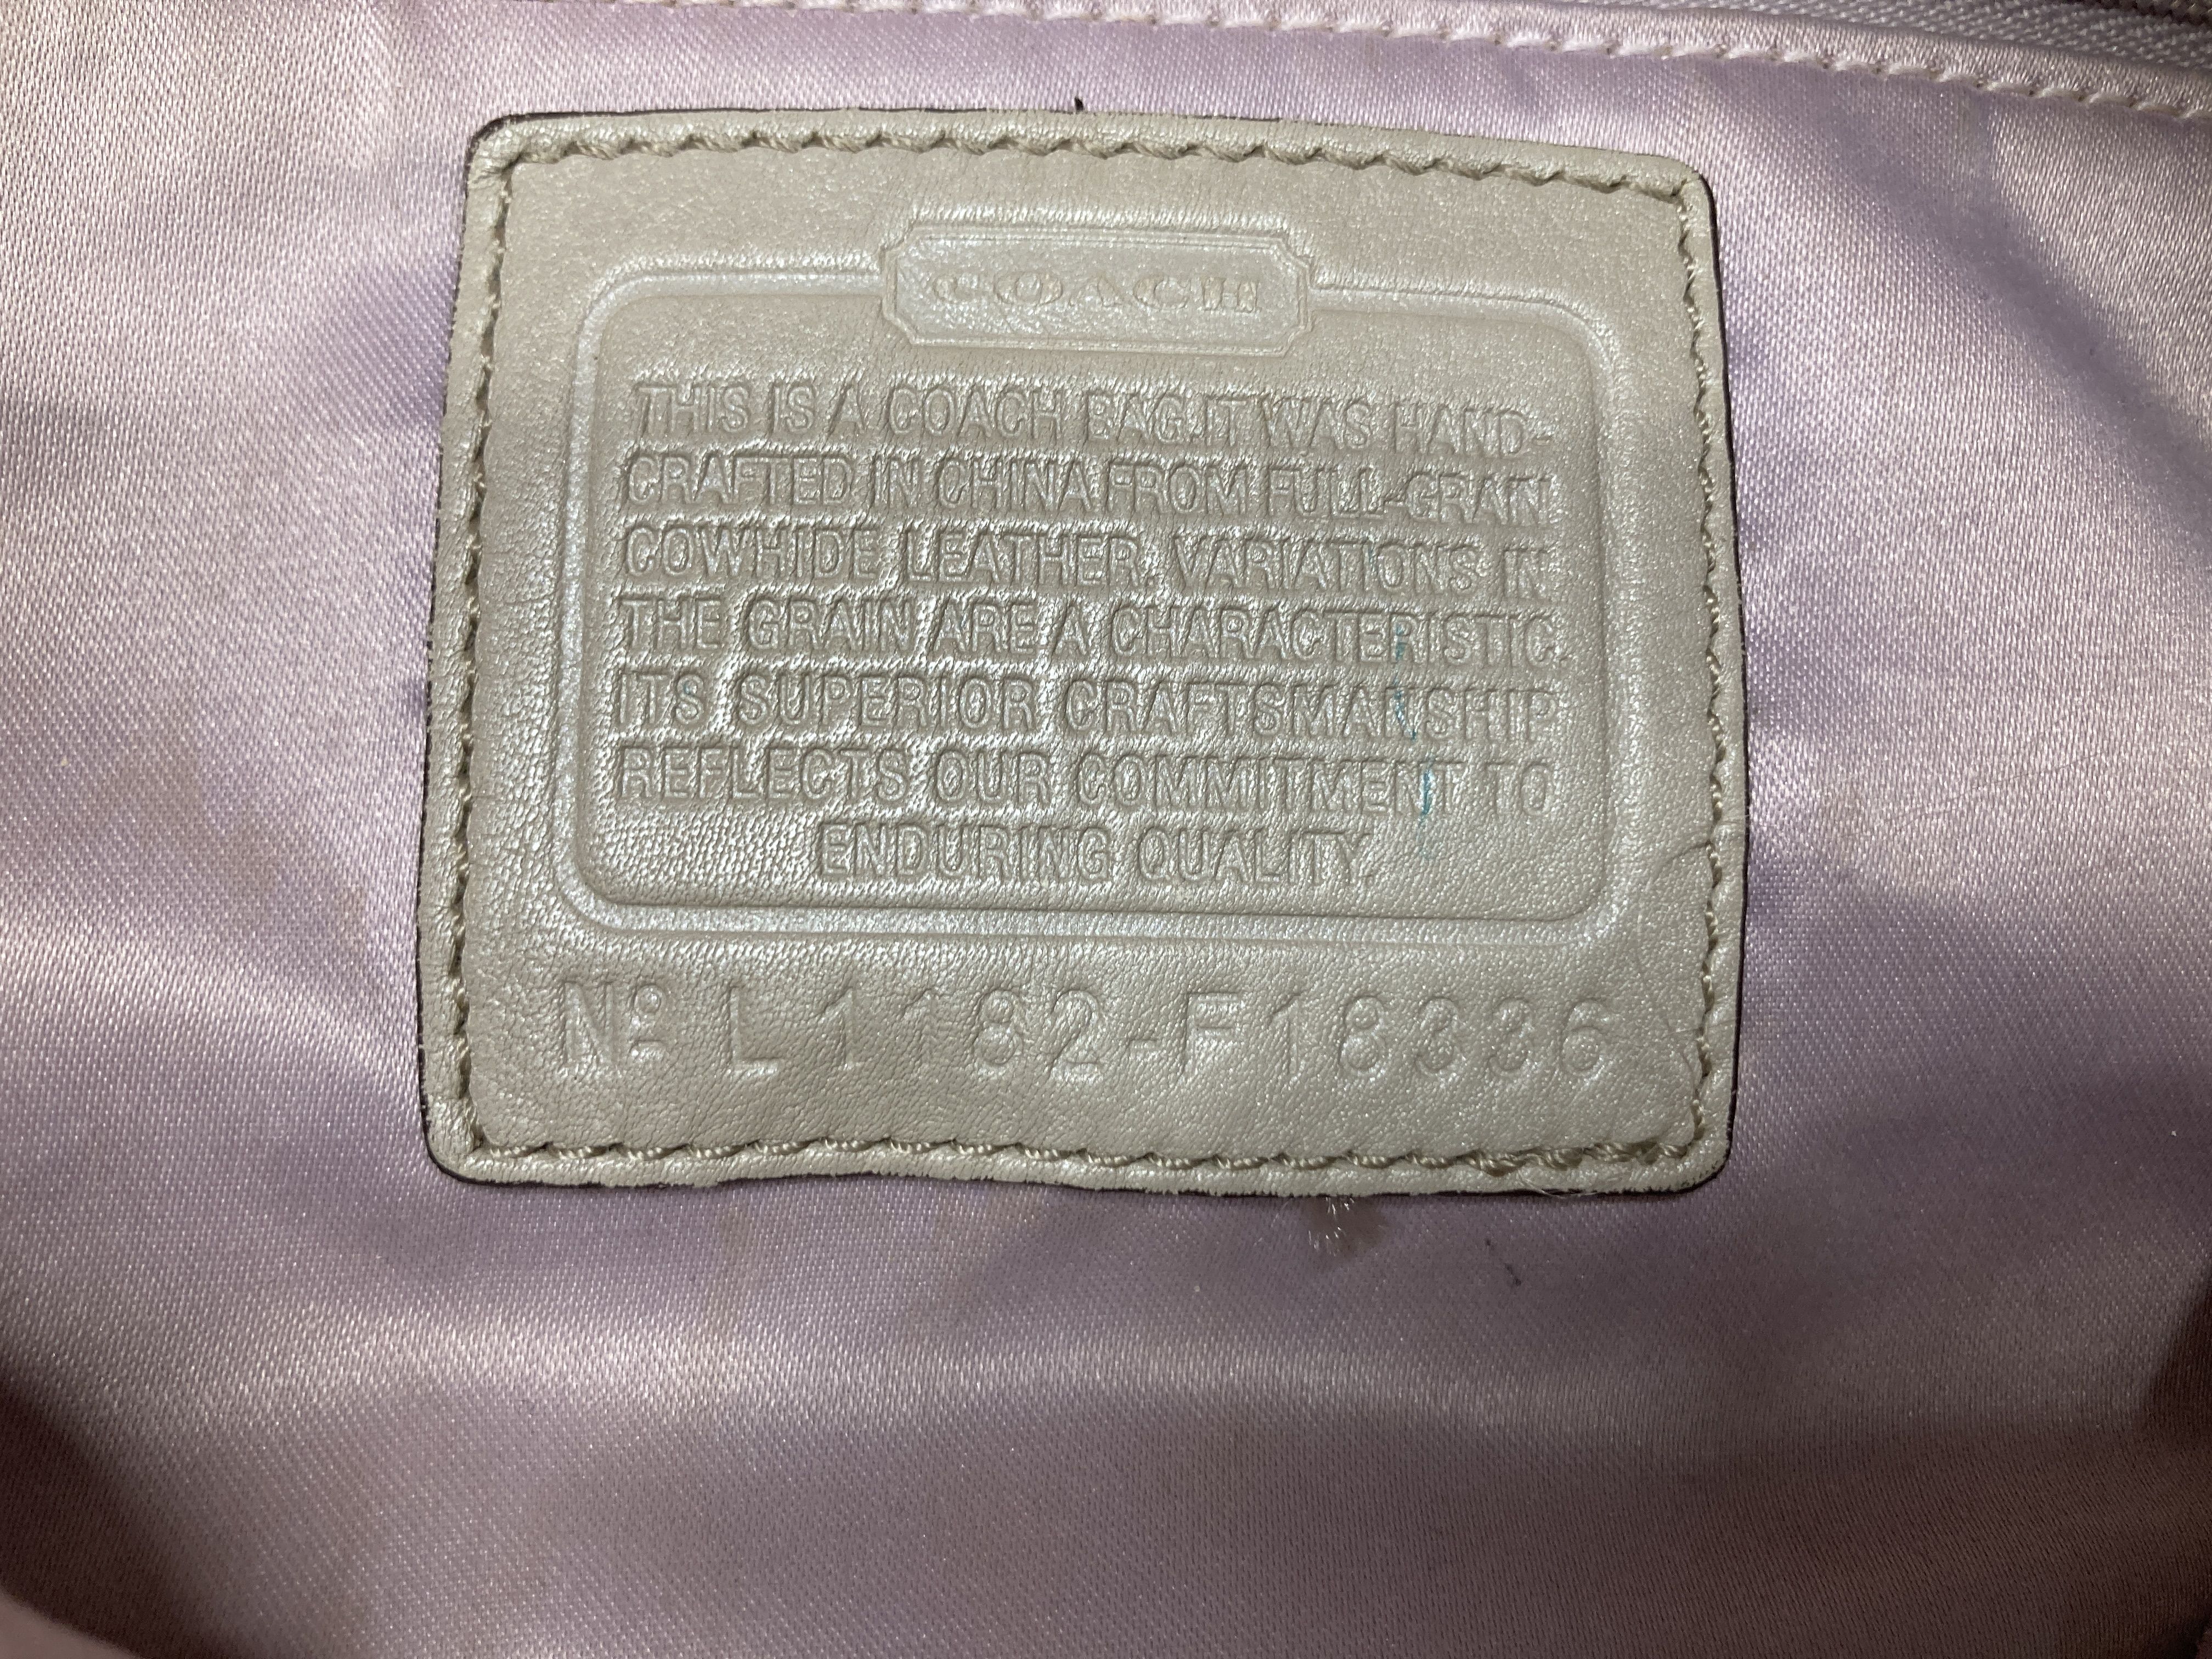 COACH
THIS IS A COACH BAG.IT WAS HAND-
CRAFTED IN CHINA FROM FULL-GRAIN
COWHIDE LEATHER. VARIATIONS IN
THE GRAIN ARE A CHARACTERISTIC.
ITS SUPERIOR CRAFTSMANSHIP
REFLECTS OUR COMMITMENT TO
ENDURING QUALITY.
Nº L1182-F18336